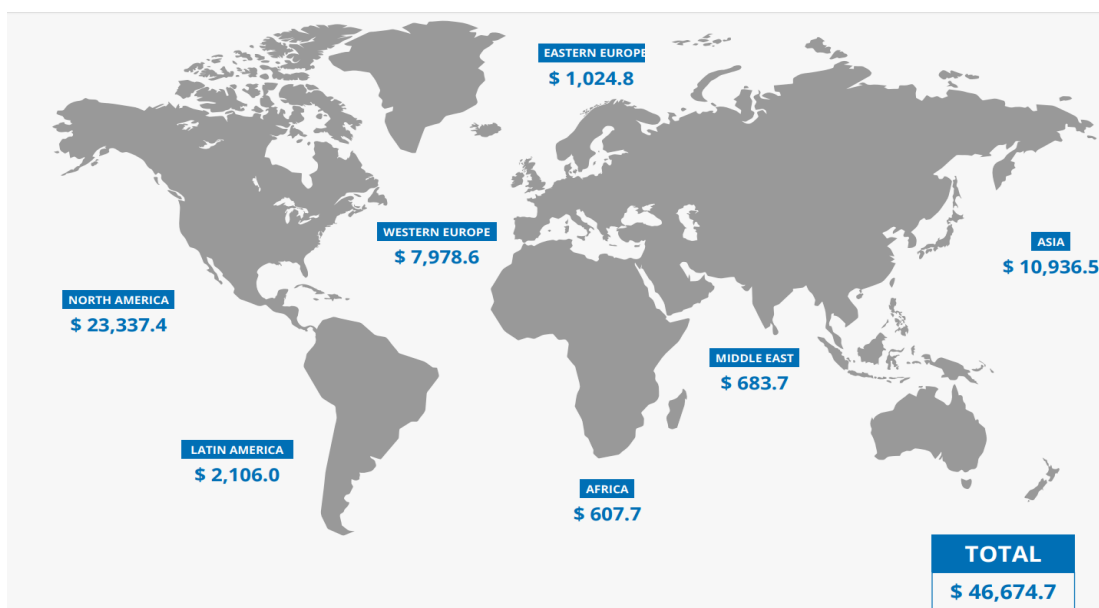 EASTERN EUROPE
$ 1,024.8
WESTERN EUROPE
$ 7,978.6
ASIA
$ 10,936.5
NORTH AMERICA
$ 23,337.4
MIDDLE EAST
$ 683.7
LATIN AMERICA
$ 2,106.0
AFRICA
$ 607.7
TOTAL
$ 46,674.7